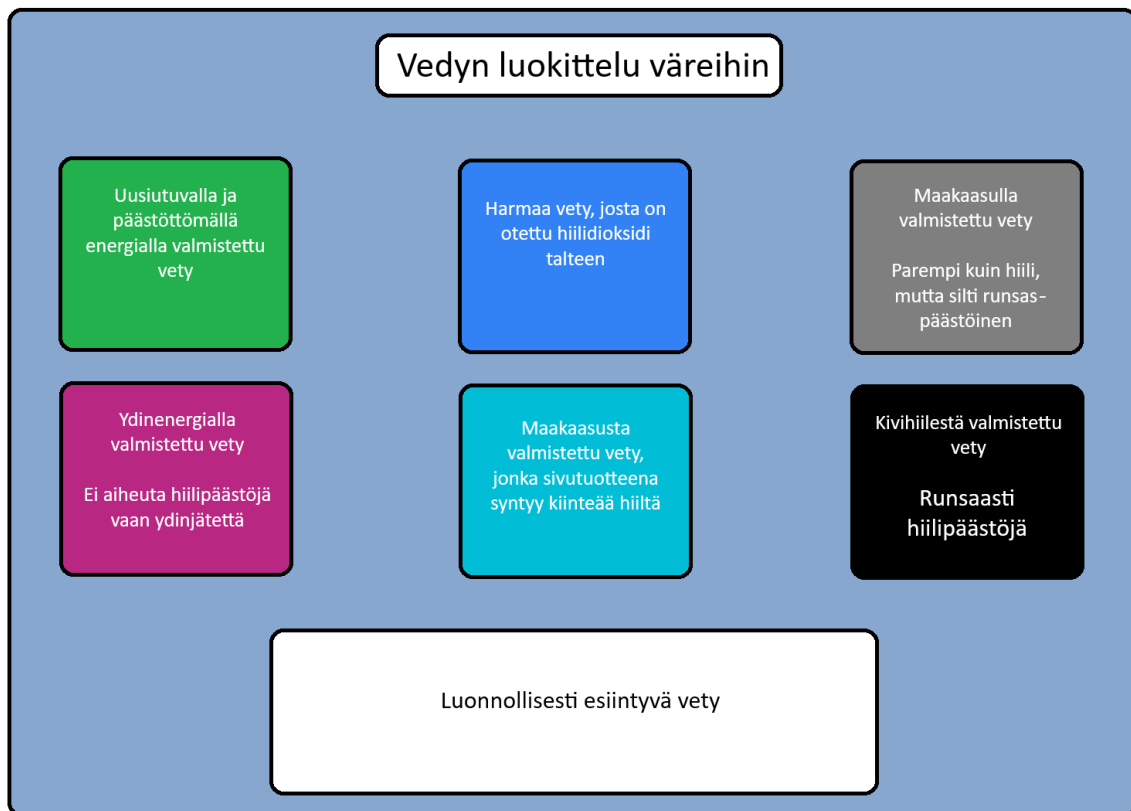 Vedyn luokittelu väreihin
Uusiutuvalla ja
päästöttömällä
energialla valmistettu
vety
Harmaa vety, josta on
otettu hiilidioksidi
talteen
Maakaasulla
valmistettu vety
Parempi kuin hiili,
mutta silti runsas-
päästöinen
Ydinenergialla
valmistettu vety
Ei aiheuta hiilipäästöjä
vaan ydinjätettä
Maakaasusta
valmistettu vety,
jonka sivutuotteena
syntyy kiinteää hiiltä
Kivihiilestä valmistettu
vety
Runsaasti
hiilipäästöjä
Luonnollisesti esiintyvä vety